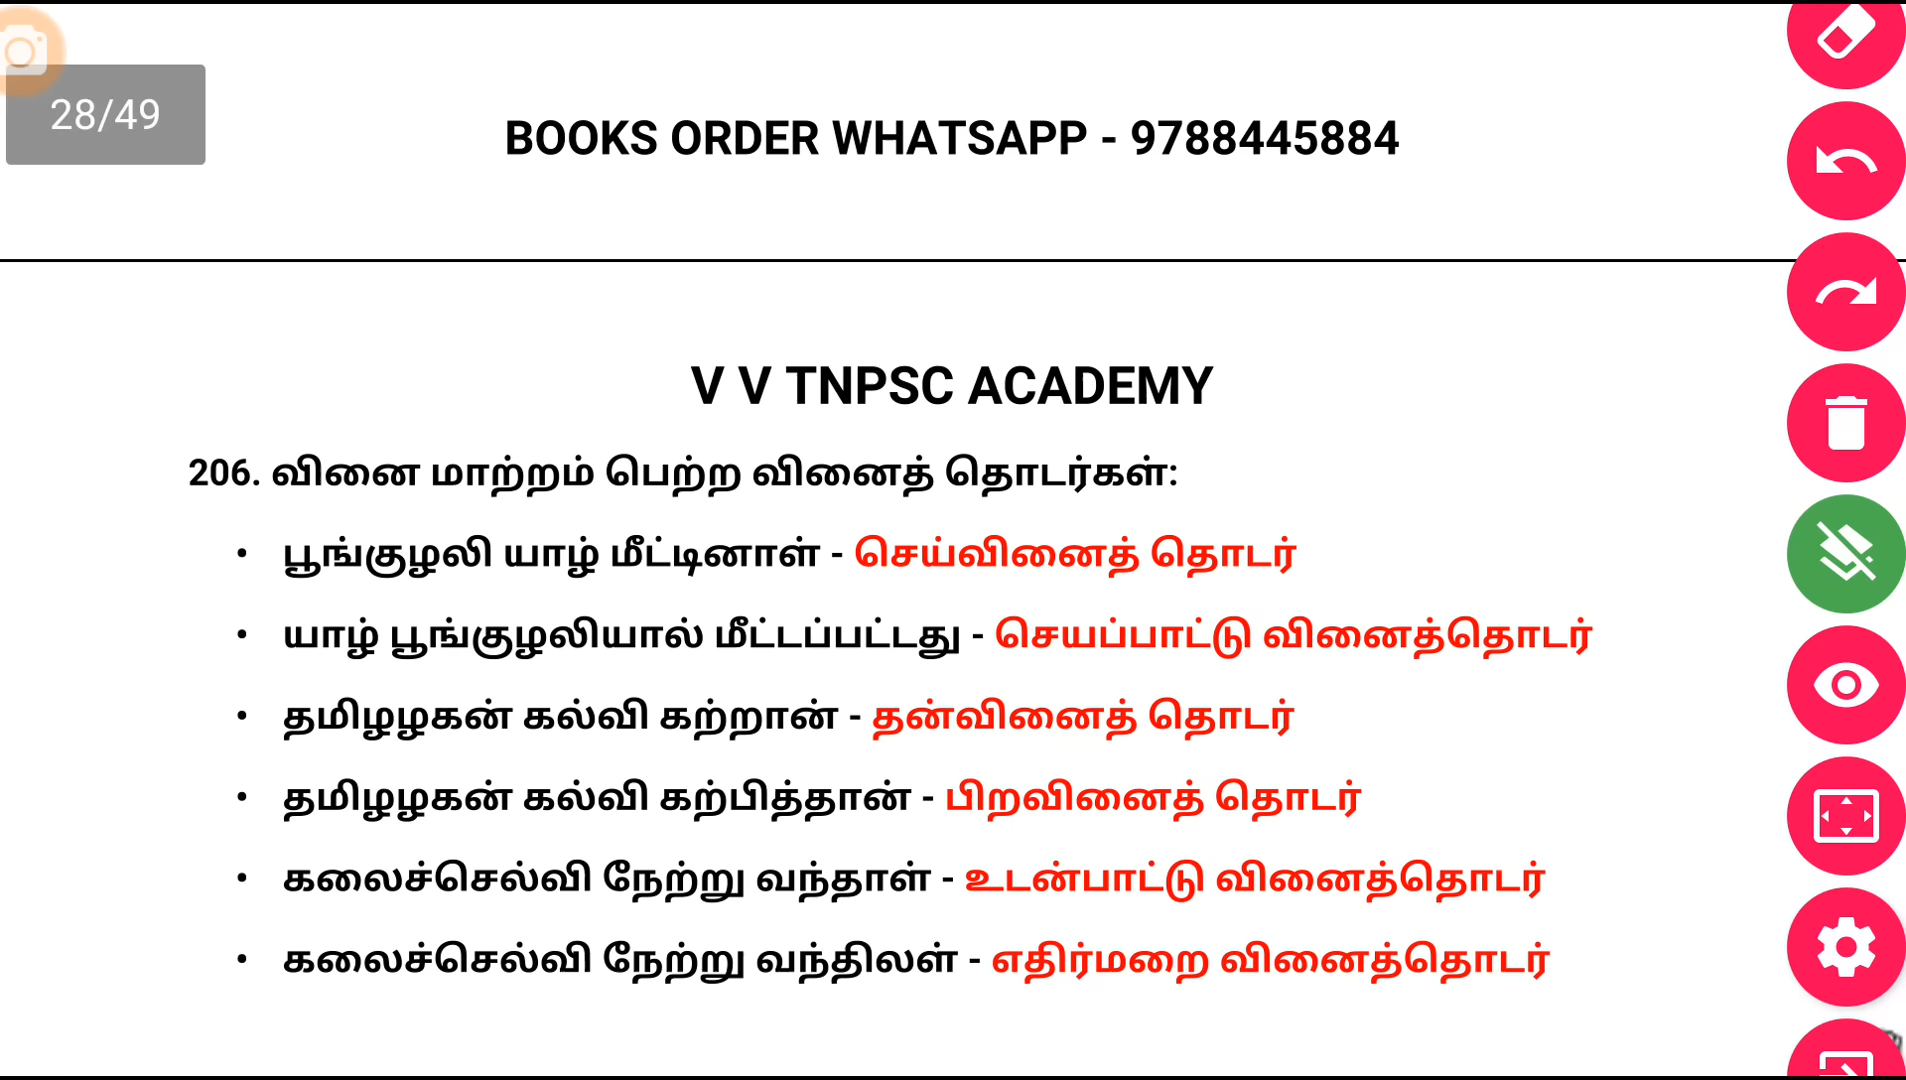 28/49
BOOKS ORDER WHATSAPP - 9788445884
V V TNPSC ACADEMY
206. வினை மாற்றம் பெற்ற வினைத் தொடர்கள்:
• பூங்குழலி யாழ் மீட்டினாள் - செய்வினைத் தொடர்
• யாழ் பூங்குழலியால் மீட்டப்பட்டது - செயப்பாட்டு வினைத்தொடர்
• தமிழழகன் கல்வி கற்றான் - தன்வினைத் தொடர்
• தமிழழகன் கல்வி கற்பித்தான் - பிறவினைத் தொடர்
• கலைச்செல்வி நேற்று வந்தாள் - உடன்பாட்டு வினைத்தொடர்
• கலைச்செல்வி நேற்று வந்திலள் - எதிர்மறை வினைத்தொடர்